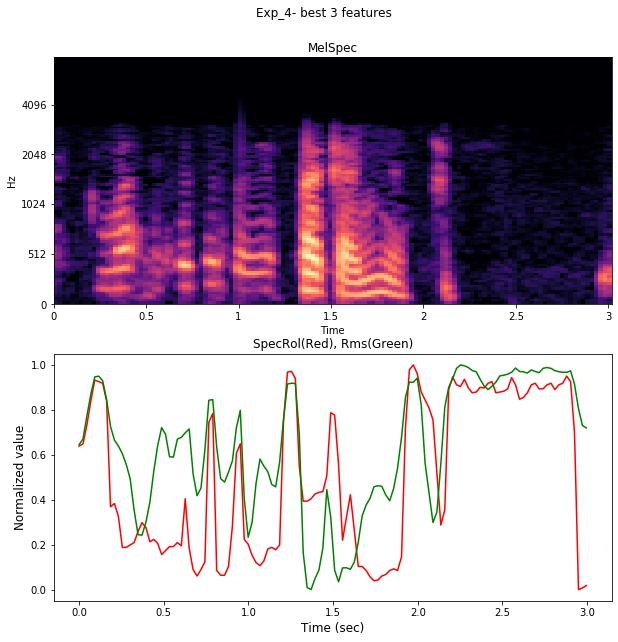 Exp_4- best 3 features
MelSpec
4096
2048
1024
512
0
Hz
0 0.5 1 1.5 2 2.5 3
Time
SpecRol(Red), Rms(Green)
1.0
0.8
0.6
0.4
0.2
0.0
Normalized value
0.0 0.5 1.0 1.5 2.0 2.5 3.0
Time (sec)